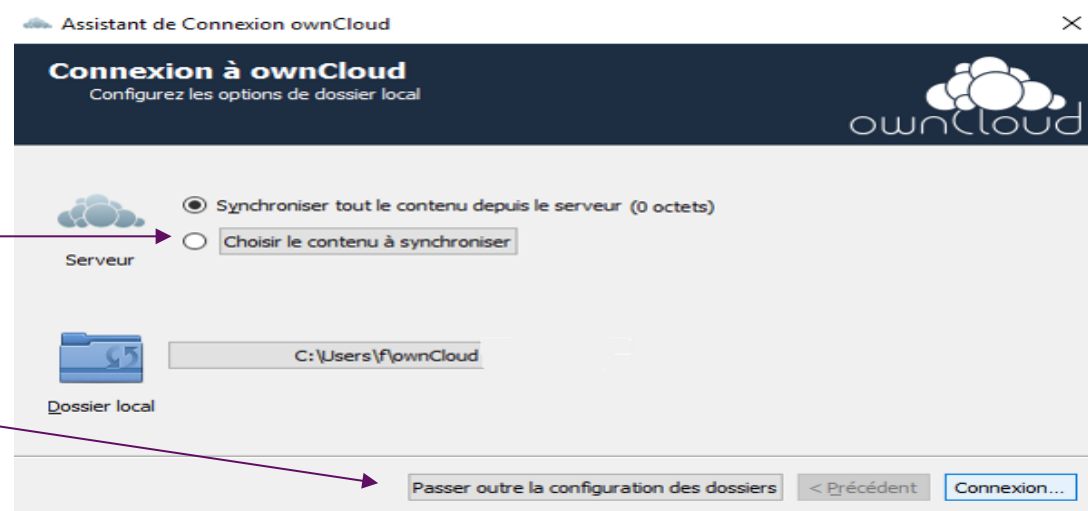 Assistant de Connexion ownCloud
Connexion à ownCloud
Configurez les options de dossier local
ownCloud
Synchroniser tout le contenu depuis le serveur (0 octets)
Choisir le contenu à synchroniser
Serveur
C:\Users\f\ownCloud
Dossier local
Passer outre la configuration des dossiers
< Précédent
Connexion...